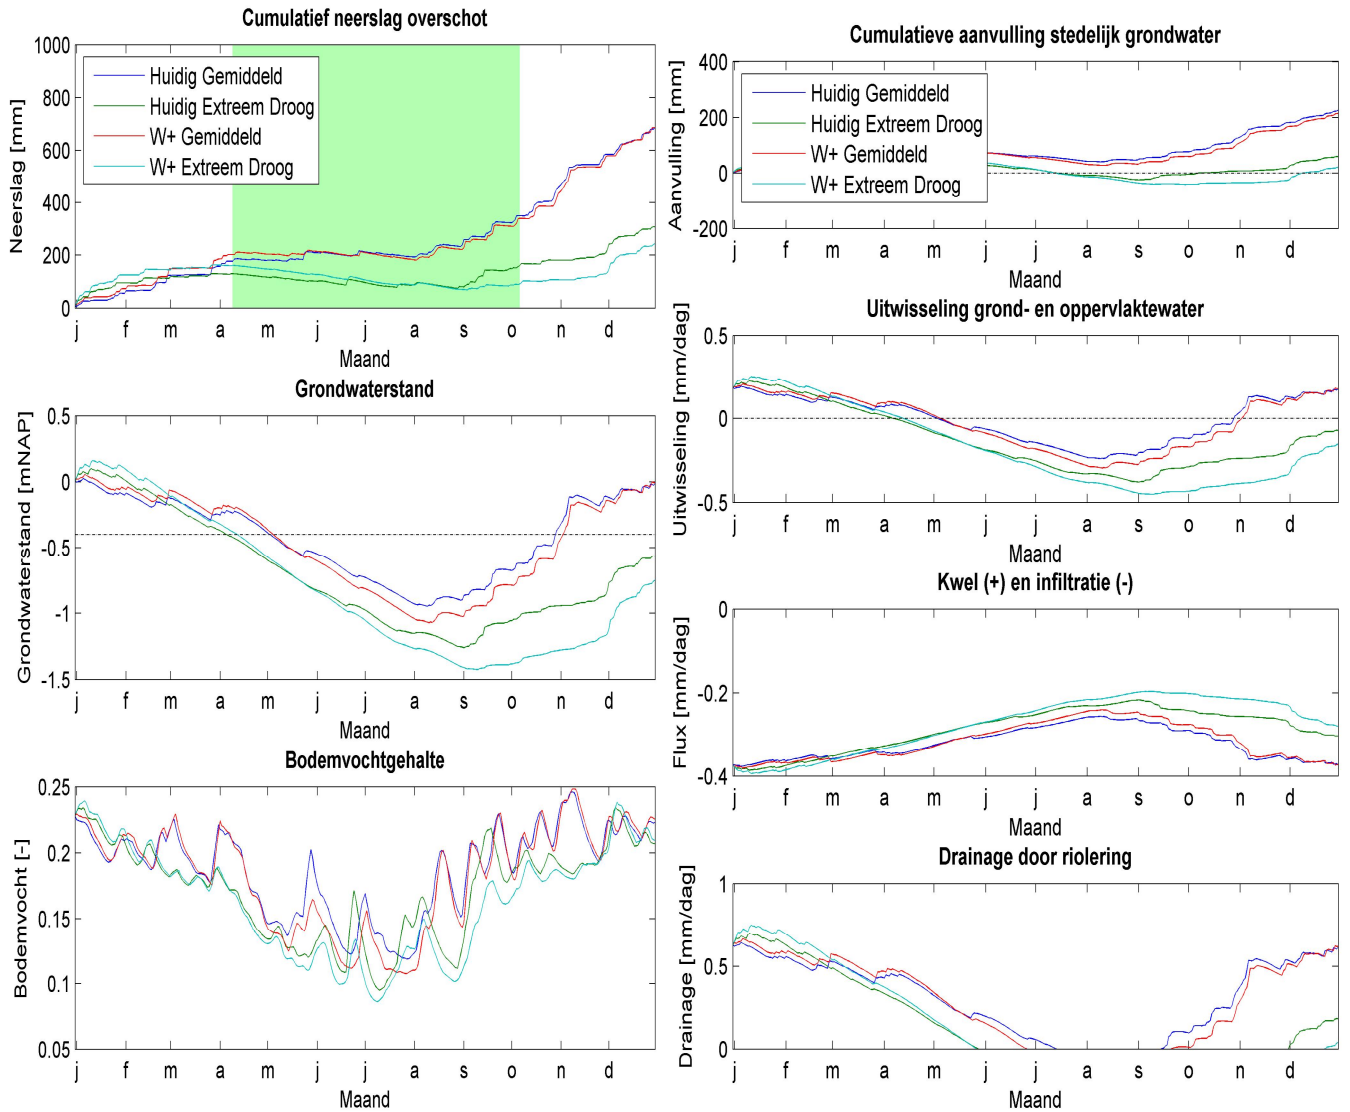 Cumulatief neerslag overschot
Neerslag [mm]
1000
800
600
400
200
0
Huidig Gemiddeld
Huidig Extreem Droog
W+ Gemiddeld
W+ Extreem Droog
j f m a m j j a s o n d
Maand
Grondwaterstand
Grondwaterstand [mNAP]
0.5
0
-0.5
-1
-1.5
j f m a m j j a s o n d
Maand
Bodemvochtgehalte
Bodemvocht [-]
0.25
0.2
0.15
0.1
0.05
j f m a m j j a s o n d
Maand
Cumulatieve aanvulling stedelijk grondwater
Aanvulling [mm]
400
200
0
-200
Huidig Gemiddeld
Huidig Extreem Droog
W+ Gemiddeld
W+ Extreem Droog
j f m a m j j a s o n d
Maand
Uitwisseling grond- en oppervlaktewater
Uitwisseling [mm/dag]
0.5
0
-0.5
j f m a m j j a s o n d
Maand
Kwel (+) en infiltratie (-)
Flux [mm/dag]
0
-0.2
-0.4
j f m a m j j a s o n d
Maand
Drainage door riolering
Drainage [mm/dag]
1
0.5
0
j f m a m j j a s o n d
Maand